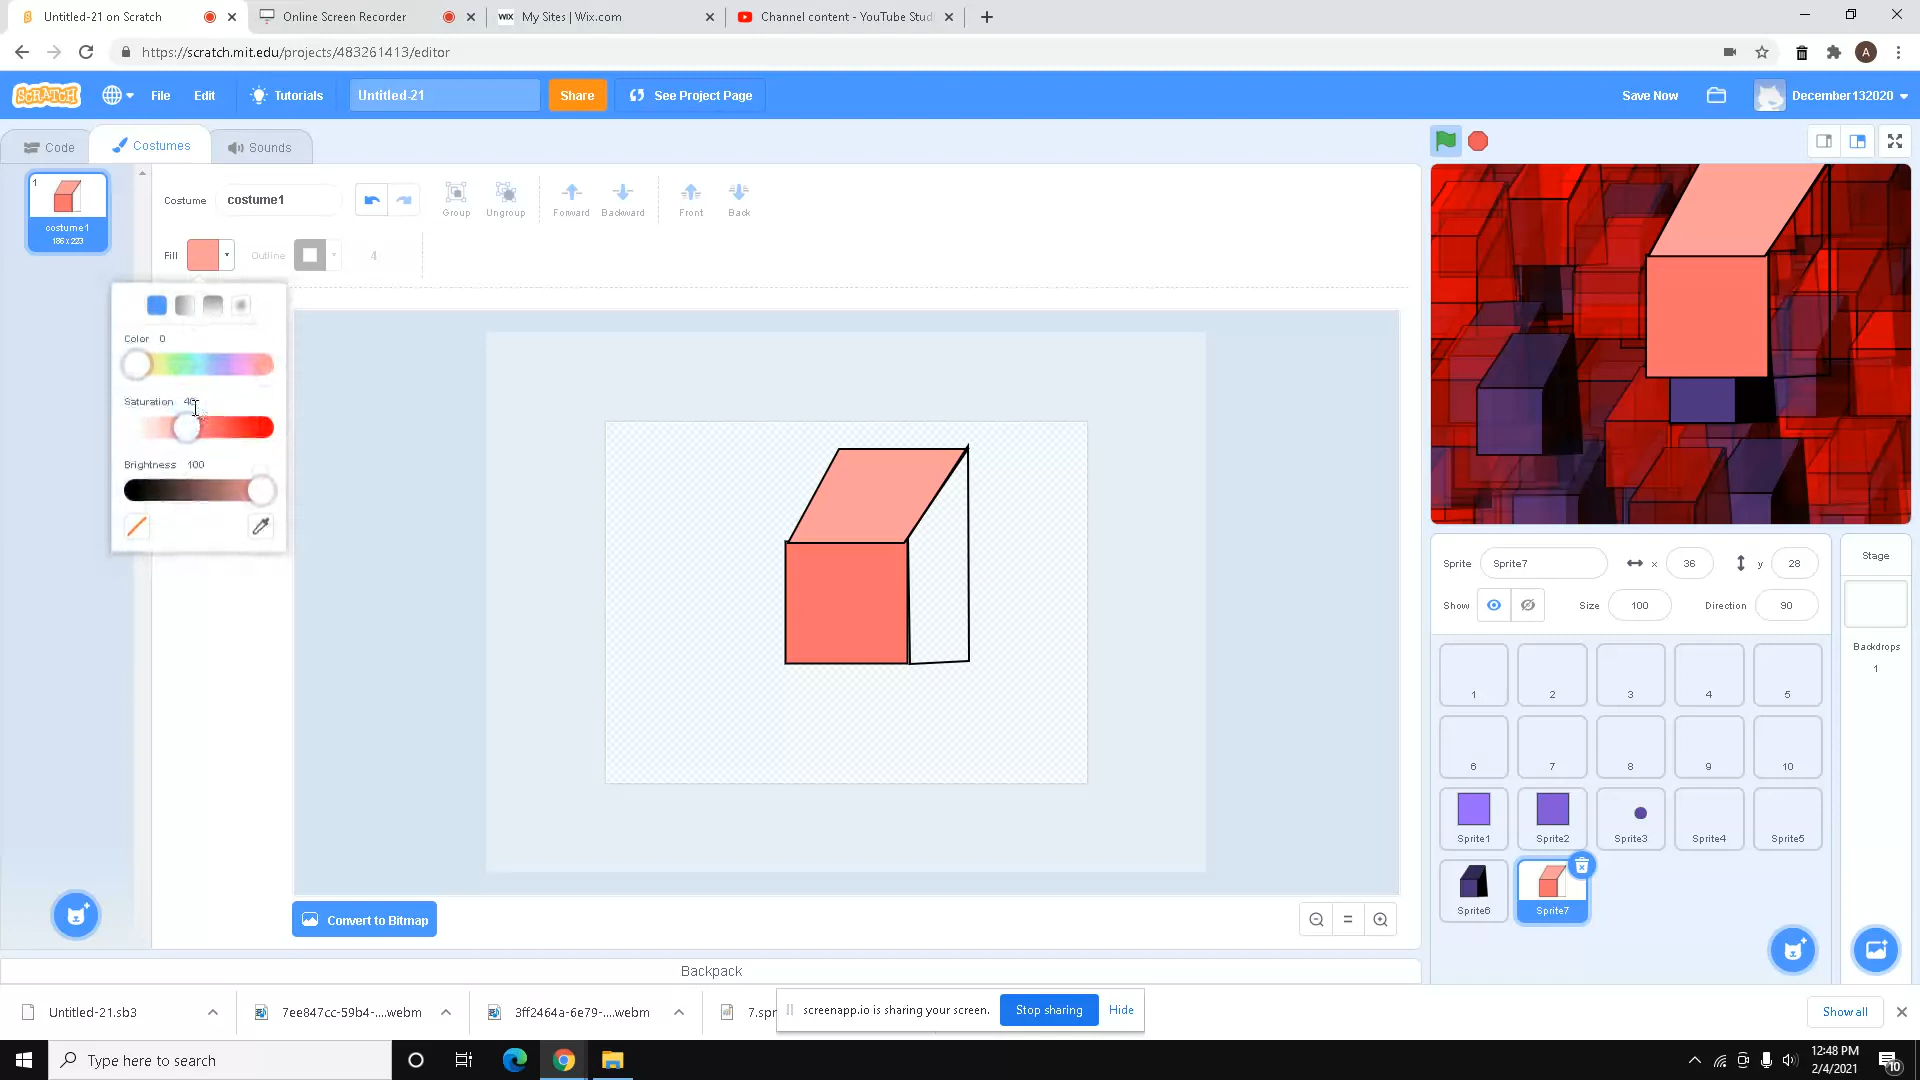 Untitled-21 on Scratch
Online Screen Recorder
WIX My Sites | Wix.com
Channel content - YouTube Stud
https://scratch.mit.edu/projects/483261413/editor
A
SCRATCH File Edit Tutorials Untitled-21 Share See Project Page Save Now December132020
Code Costumes Sounds
1
costume1
186 x 223
Costume costume1 Group Ungroup Forward Backward Front Back
Fill Outline 4
Color 0
Saturation 40
Brightness 100
Convert to Bitmap
Backpack
Sprite Sprite7 x 36 y 28
Show Size 100 Direction 90
Stage
Backdrops
1
1 2 3 4 5
6 7 8 9 10
Sprite1 Sprite2 Sprite3 Sprite4 Sprite5
Sprite6 Sprite7
Untitled-21.sb3
7ee847cc-59b4-....webm
3ff2464a-6e79-....webm
7.spr
screenapp.io is sharing your screen. Stop sharing Hide
Show all
Type here to search
12:48 PM
2/4/2021
10